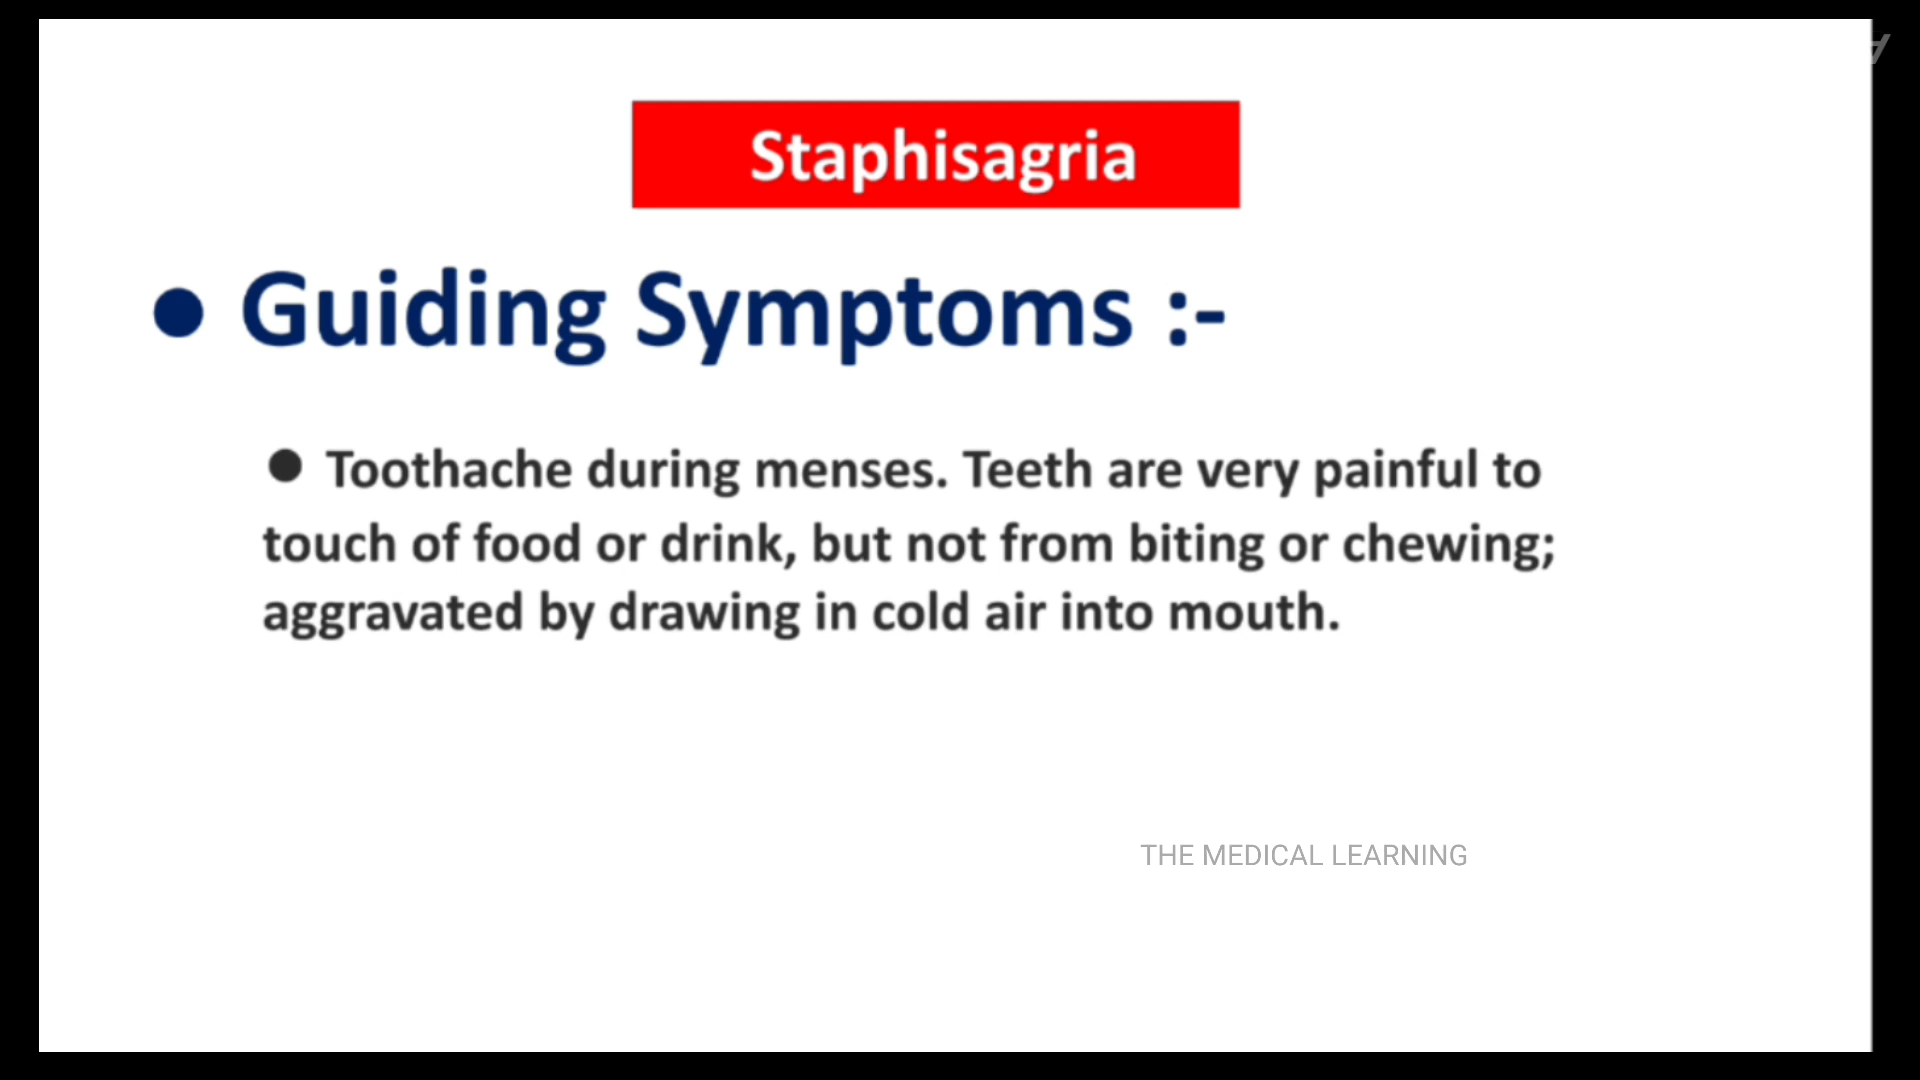 Staphisagria
● Guiding Symptoms :-
● Toothache during menses. Teeth are very painful to
touch of food or drink, but not from biting or chewing;
aggravated by drawing in cold air into mouth.
THE MEDICAL LEARNING